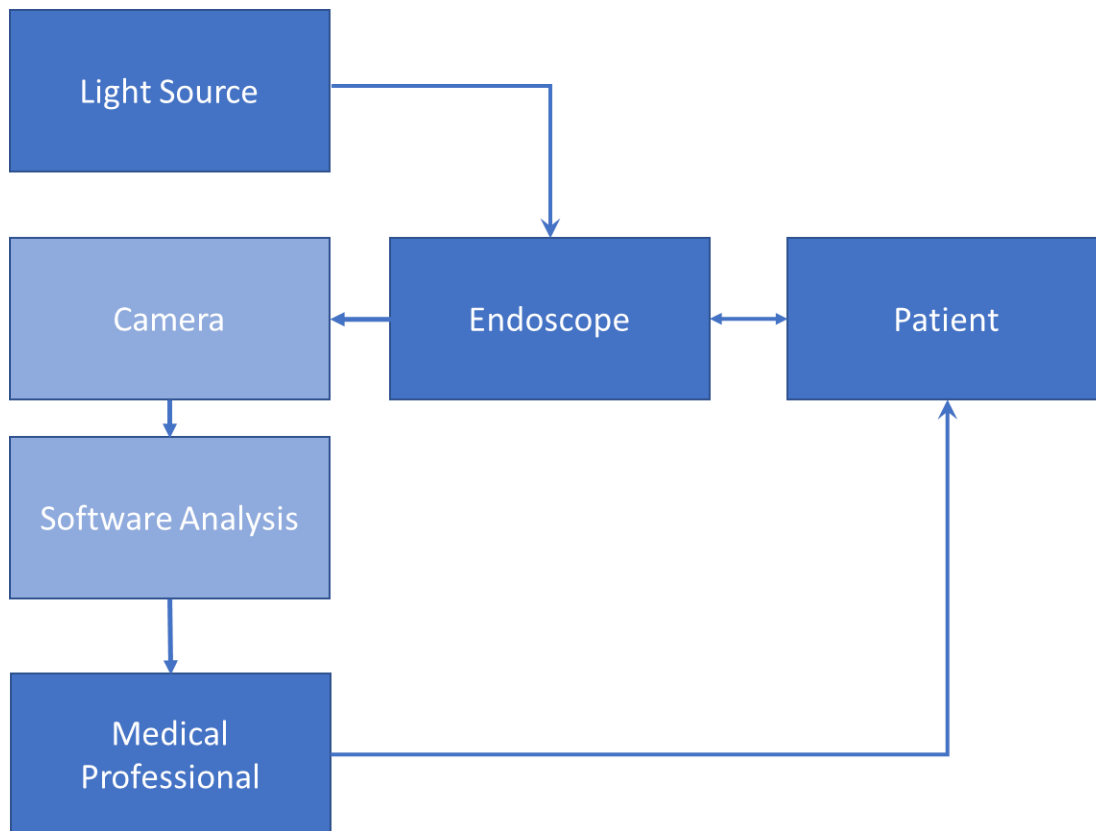 Light Source
Camera
Endoscope
Patient
Software Analysis
Medical
Professional